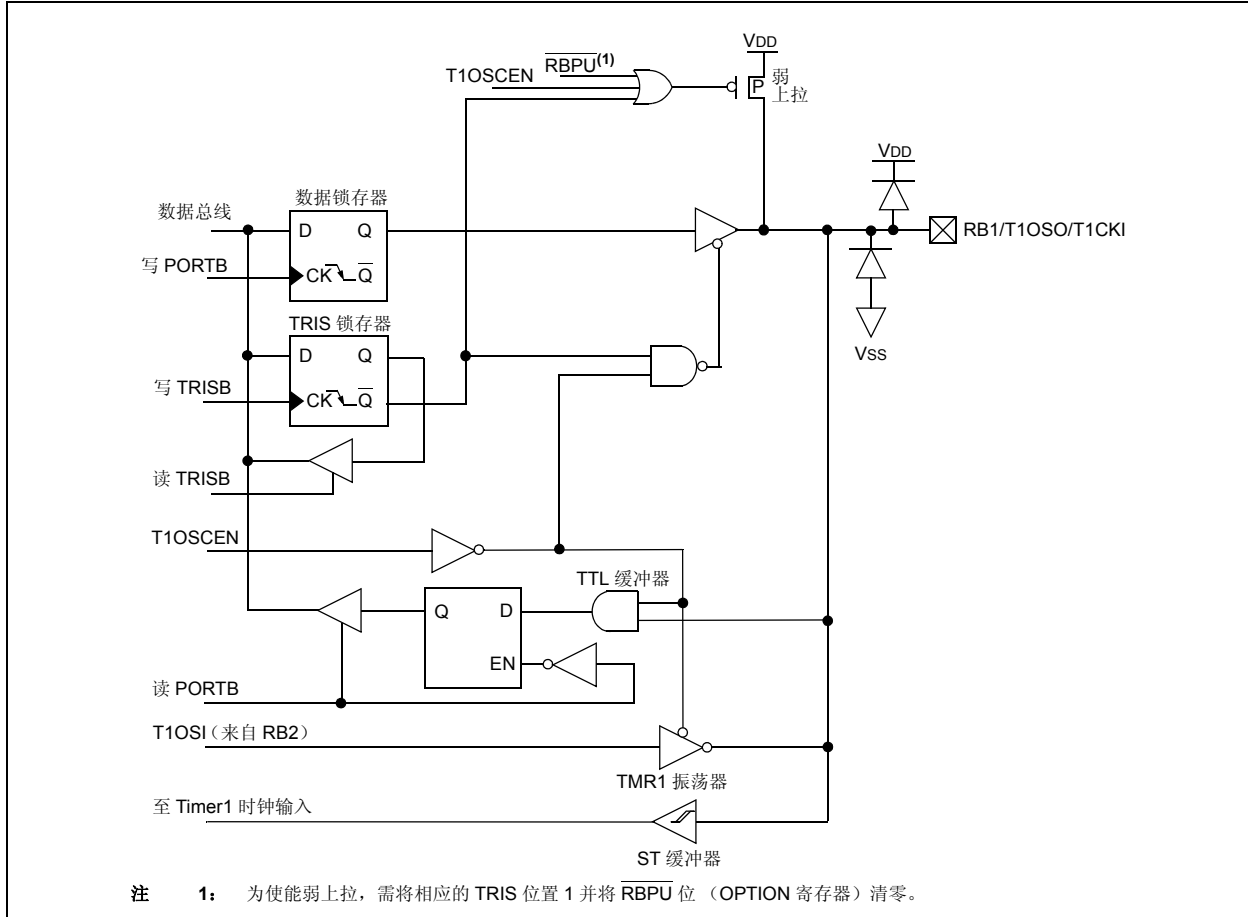 VDD
RBPU(1)
T1OSCEN
P
弱
上拉
VDD
数据锁存器
数据总线
D Q
RB1/T1OSO/T1CKI
写 PORTB
CK Q
TRIS 锁存器
VSS
D Q
写 TRISB
CK Q
读 TRISB
T1OSCEN
TTL 缓冲器
Q D
EN
读 PORTB
T1OSI（来自 RB2）
TMR1 振荡器
至 Timer1 时钟输入
ST 缓冲器
注 1： 为使能弱上拉，需将相应的 TRIS 位置 1 并将 RBPU 位 （OPTION 寄存器）清零。